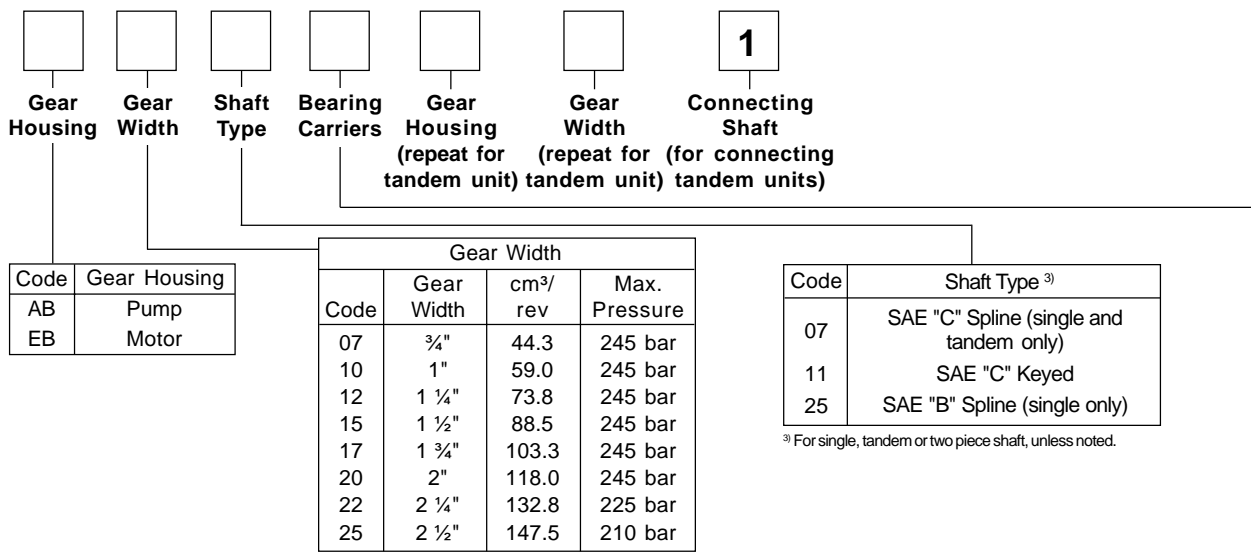 1
Gear Housing
Gear Width
Shaft Type
Bearing Carriers
Gear Housing (repeat for tandem unit)
Gear Width (repeat for tandem unit)
Connecting Shaft (for connecting tandem units)
Code Gear Housing
AB Pump
EB Motor
Gear Width
Code Gear Width cm³/rev Max. Pressure
07 ¾" 44.3 245 bar
10 1" 59.0 245 bar
12 1 ¼" 73.8 245 bar
15 1 ½" 88.5 245 bar
17 1 ¾" 103.3 245 bar
20 2" 118.0 245 bar
22 2 ¼" 132.8 225 bar
25 2 ½" 147.5 210 bar
Code Shaft Type ³⁾
07 SAE "C" Spline (single and tandem only)
11 SAE "C" Keyed
25 SAE "B" Spline (single only)
³⁾ For single, tandem or two piece shaft, unless noted.